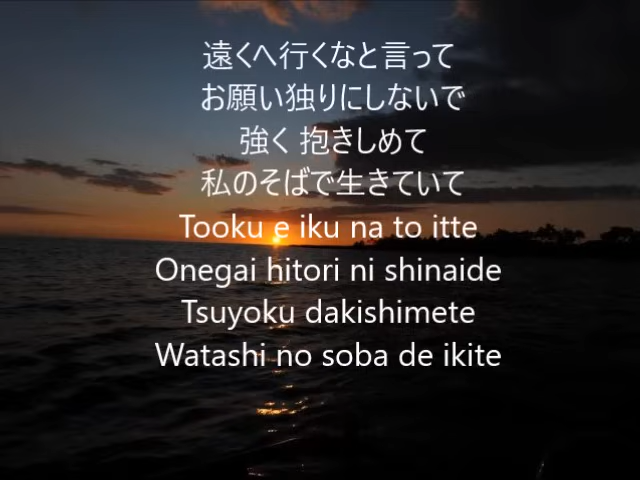 遠くへ行くなと言って
お願い独りにしないで
強く 抱きしめて
私のそばで生きていて
Tooku e iku na to itte
Onegai hitori ni shinaide
Tsuyoku dakishimete
Watashi no soba de ikite